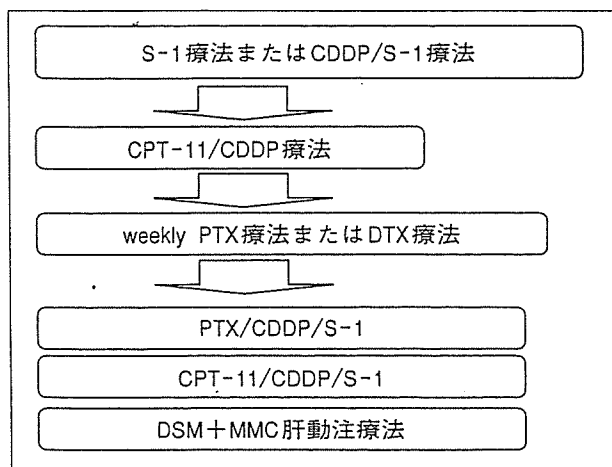 S-1療法またはCDDP/S-1療法
CPT-11/CDDP療法
weekly PTX療法またはDTX療法
PTX/CDDP/S-1
CPT-11/CDDP/S-1
DSM+MMC肝動注療法